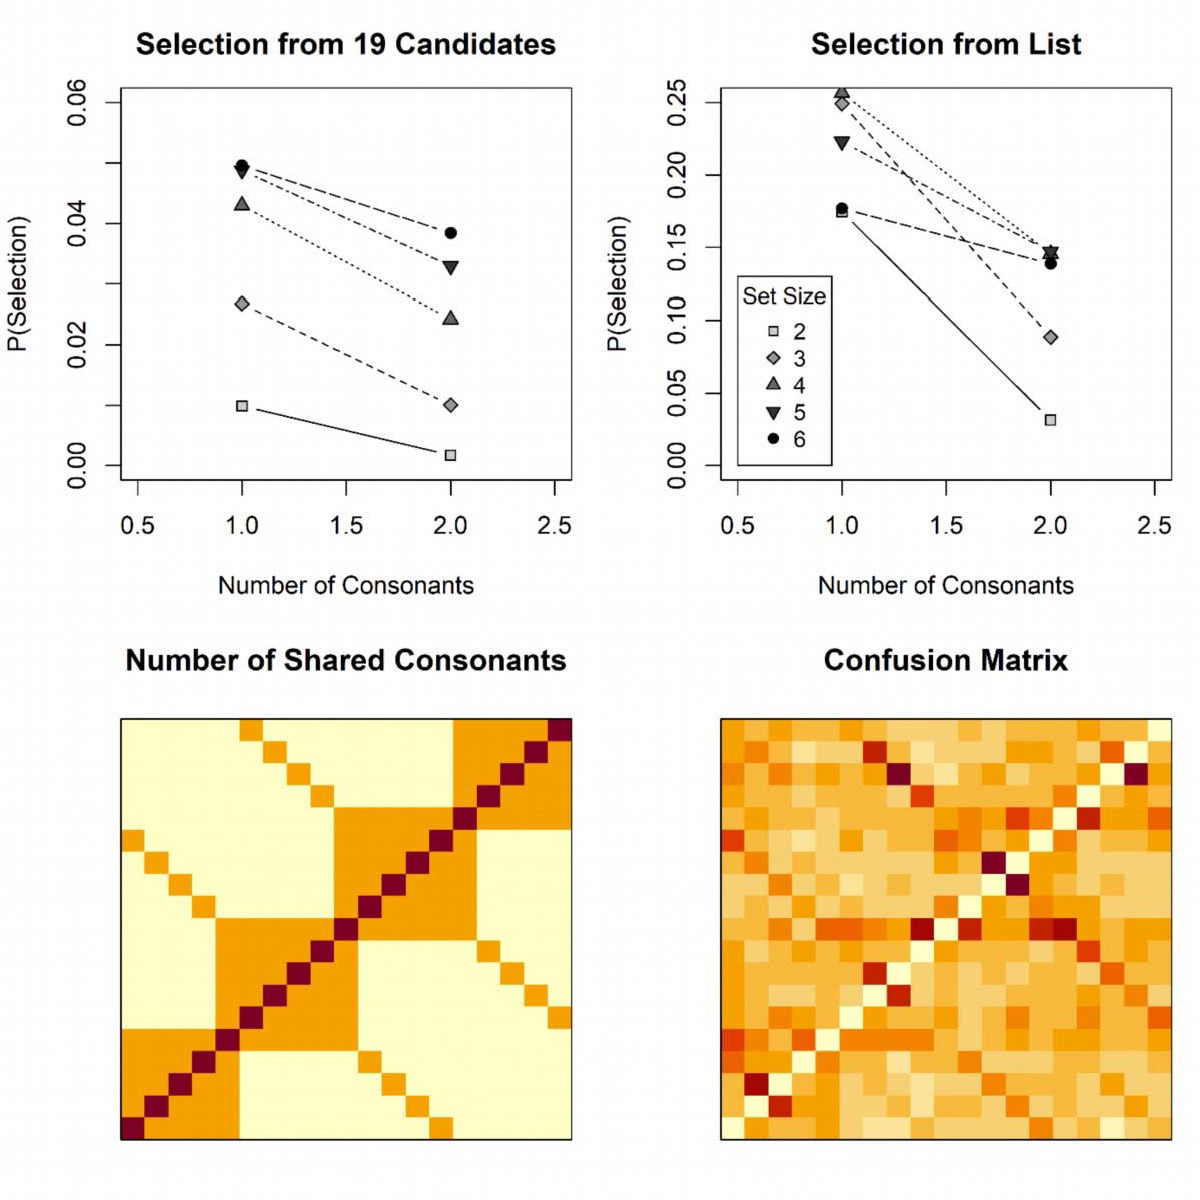 Selection from 19 Candidates
P(Selection)
0.06
0.04
0.02
0.00
0.5 1.0 1.5 2.0 2.5
Number of Consonants
Selection from List
P(Selection)
0.25
0.20
0.15
0.10
0.05
0.00
Set Size
2
3
4
5
6
0.5 1.0 1.5 2.0 2.5
Number of Consonants
Number of Shared Consonants
Confusion Matrix